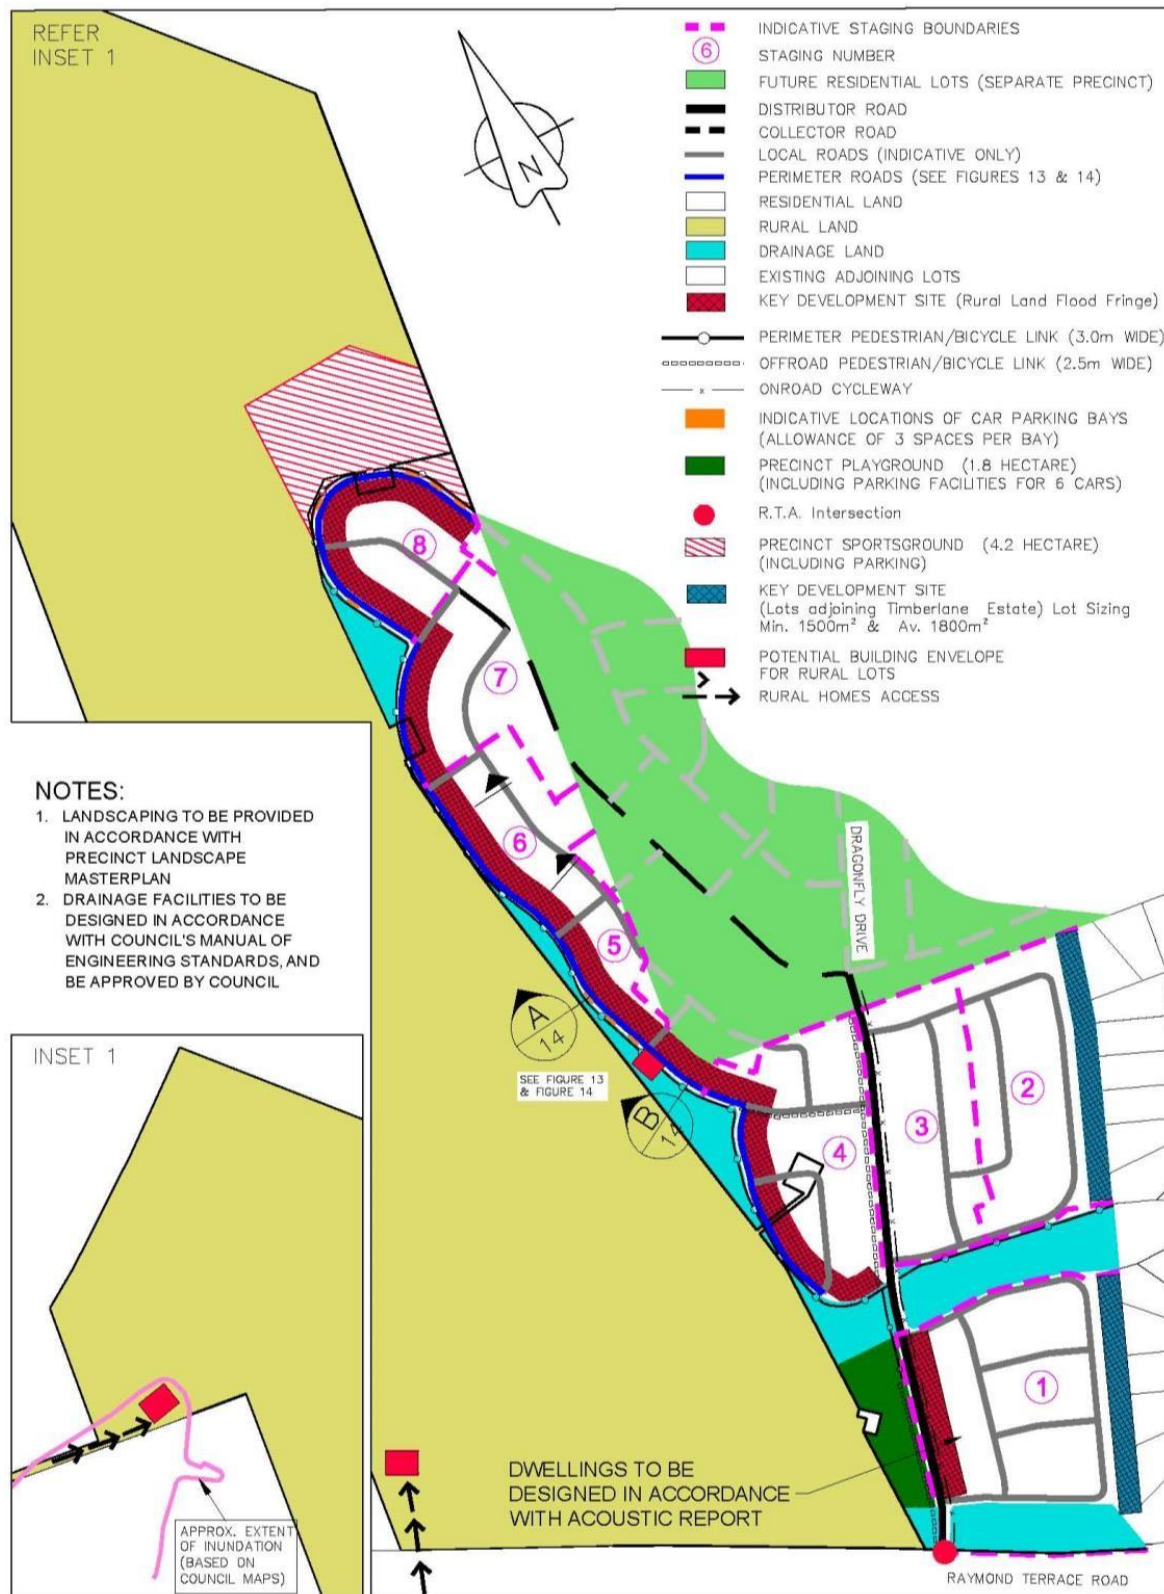 REFER
INSET 1
N
INDICATIVE STAGING BOUNDARIES
6 STAGING NUMBER
FUTURE RESIDENTIAL LOTS (SEPARATE PRECINCT)
DISTRIBUTOR ROAD
COLLECTOR ROAD
LOCAL ROADS (INDICATIVE ONLY)
PERIMETER ROADS (SEE FIGURES 13 & 14)
RESIDENTIAL LAND
RURAL LAND
DRAINAGE LAND
EXISTING ADJOINING LOTS
KEY DEVELOPMENT SITE (Rural Land Flood Fringe)
PERIMETER PEDESTRIAN/BICYCLE LINK (3.0m WIDE)
OFFROAD PEDESTRIAN/BICYCLE LINK (2.5m WIDE)
ONROAD CYCLEWAY
INDICATIVE LOCATIONS OF CAR PARKING BAYS
(ALLOWANCE OF 3 SPACES PER BAY)
PRECINCT PLAYGROUND (1.8 HECTARE)
(INCLUDING PARKING FACILITIES FOR 6 CARS)
R.T.A. Intersection
PRECINCT SPORTSGROUND (4.2 HECTARE)
(INCLUDING PARKING)
KEY DEVELOPMENT SITE
(Lots adjoining Timberlane Estate) Lot Sizing
Min. 1500m² & Av. 1800m²
POTENTIAL BUILDING ENVELOPE
FOR RURAL LOTS
RURAL HOMES ACCESS
8
7
6
5
4
3
2
1
DRAGONFLY DRIVE
A
14
SEE FIGURE 13
& FIGURE 14
B
14
NOTES:
1. LANDSCAPING TO BE PROVIDED
IN ACCORDANCE WITH
PRECINCT LANDSCAPE
MASTERPLAN
2. DRAINAGE FACILITIES TO BE
DESIGNED IN ACCORDANCE
WITH COUNCIL'S MANUAL OF
ENGINEERING STANDARDS, AND
BE APPROVED BY COUNCIL
INSET 1
APPROX. EXTENT
OF INUNDATION
(BASED ON
COUNCIL MAPS)
DWELLINGS TO BE
DESIGNED IN ACCORDANCE
WITH ACOUSTIC REPORT
RAYMOND TERRACE ROAD